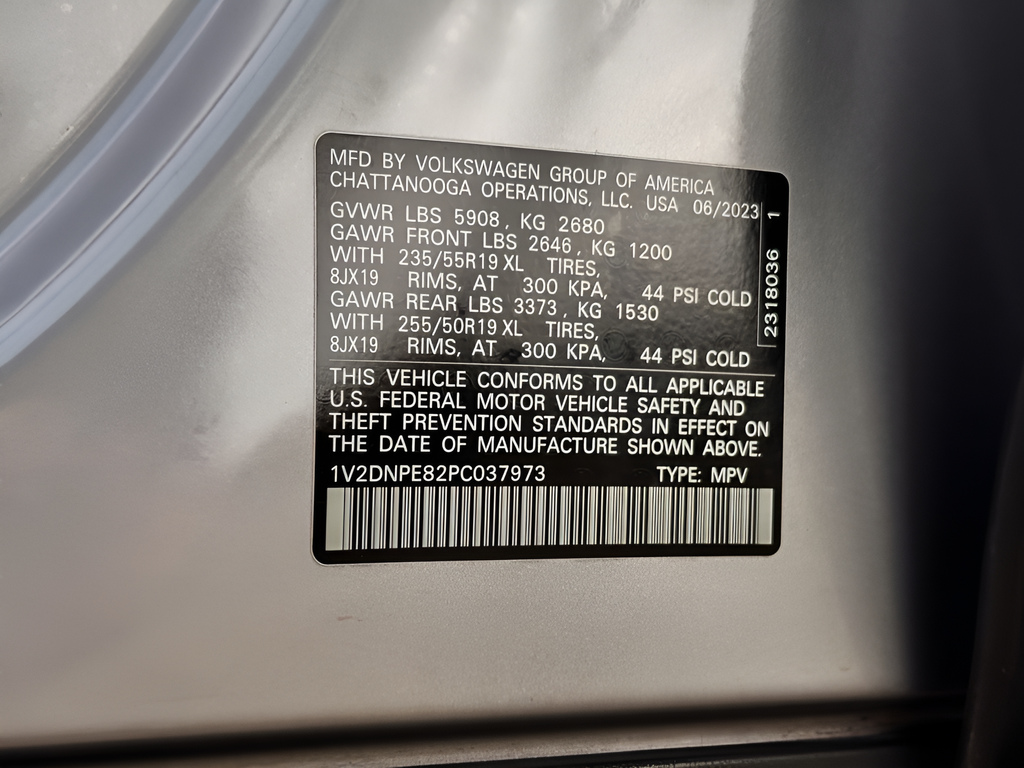 MFD BY VOLKSWAGEN GROUP OF AMERICA
CHATTANOOGA OPERATIONS, LLC. USA 06/2023
GVWR LBS 5908, KG 2680
GAWR FRONT LBS 2646, KG 1200
WITH 235/55R19 XL TIRES,
8JX19 RIMS, AT 300 KPA, 44 PSI COLD
GAWR REAR LBS 3373, KG 1530
WITH 255/50R19 XL TIRES,
8JX19 RIMS, AT 300 KPA, 44 PSI COLD
2318036 1
THIS VEHICLE CONFORMS TO ALL APPLICABLE
U.S. FEDERAL MOTOR VEHICLE SAFETY AND
THEFT PREVENTION STANDARDS IN EFFECT ON
THE DATE OF MANUFACTURE SHOWN ABOVE.
1V2DNPE82PC037973 TYPE: MPV